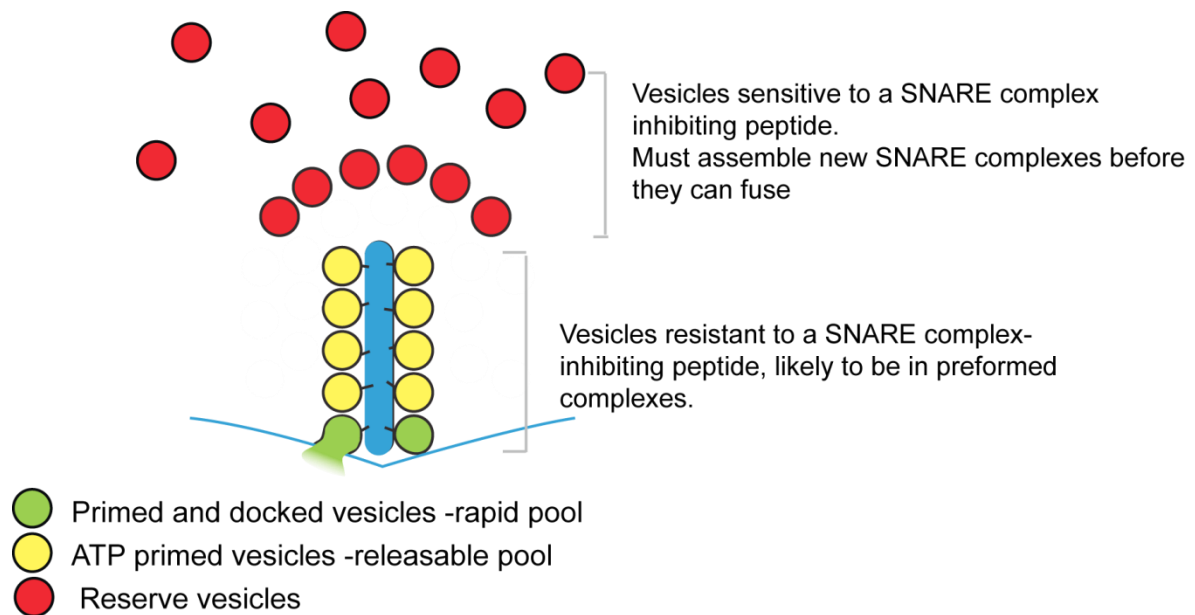 Vesicles sensitive to a SNARE complex
inhibiting peptide.
Must assemble new SNARE complexes before
they can fuse
Vesicles resistant to a SNARE complex-
inhibiting peptide, likely to be in preformed
complexes.
Primed and docked vesicles -rapid pool
ATP primed vesicles -releasable pool
Reserve vesicles